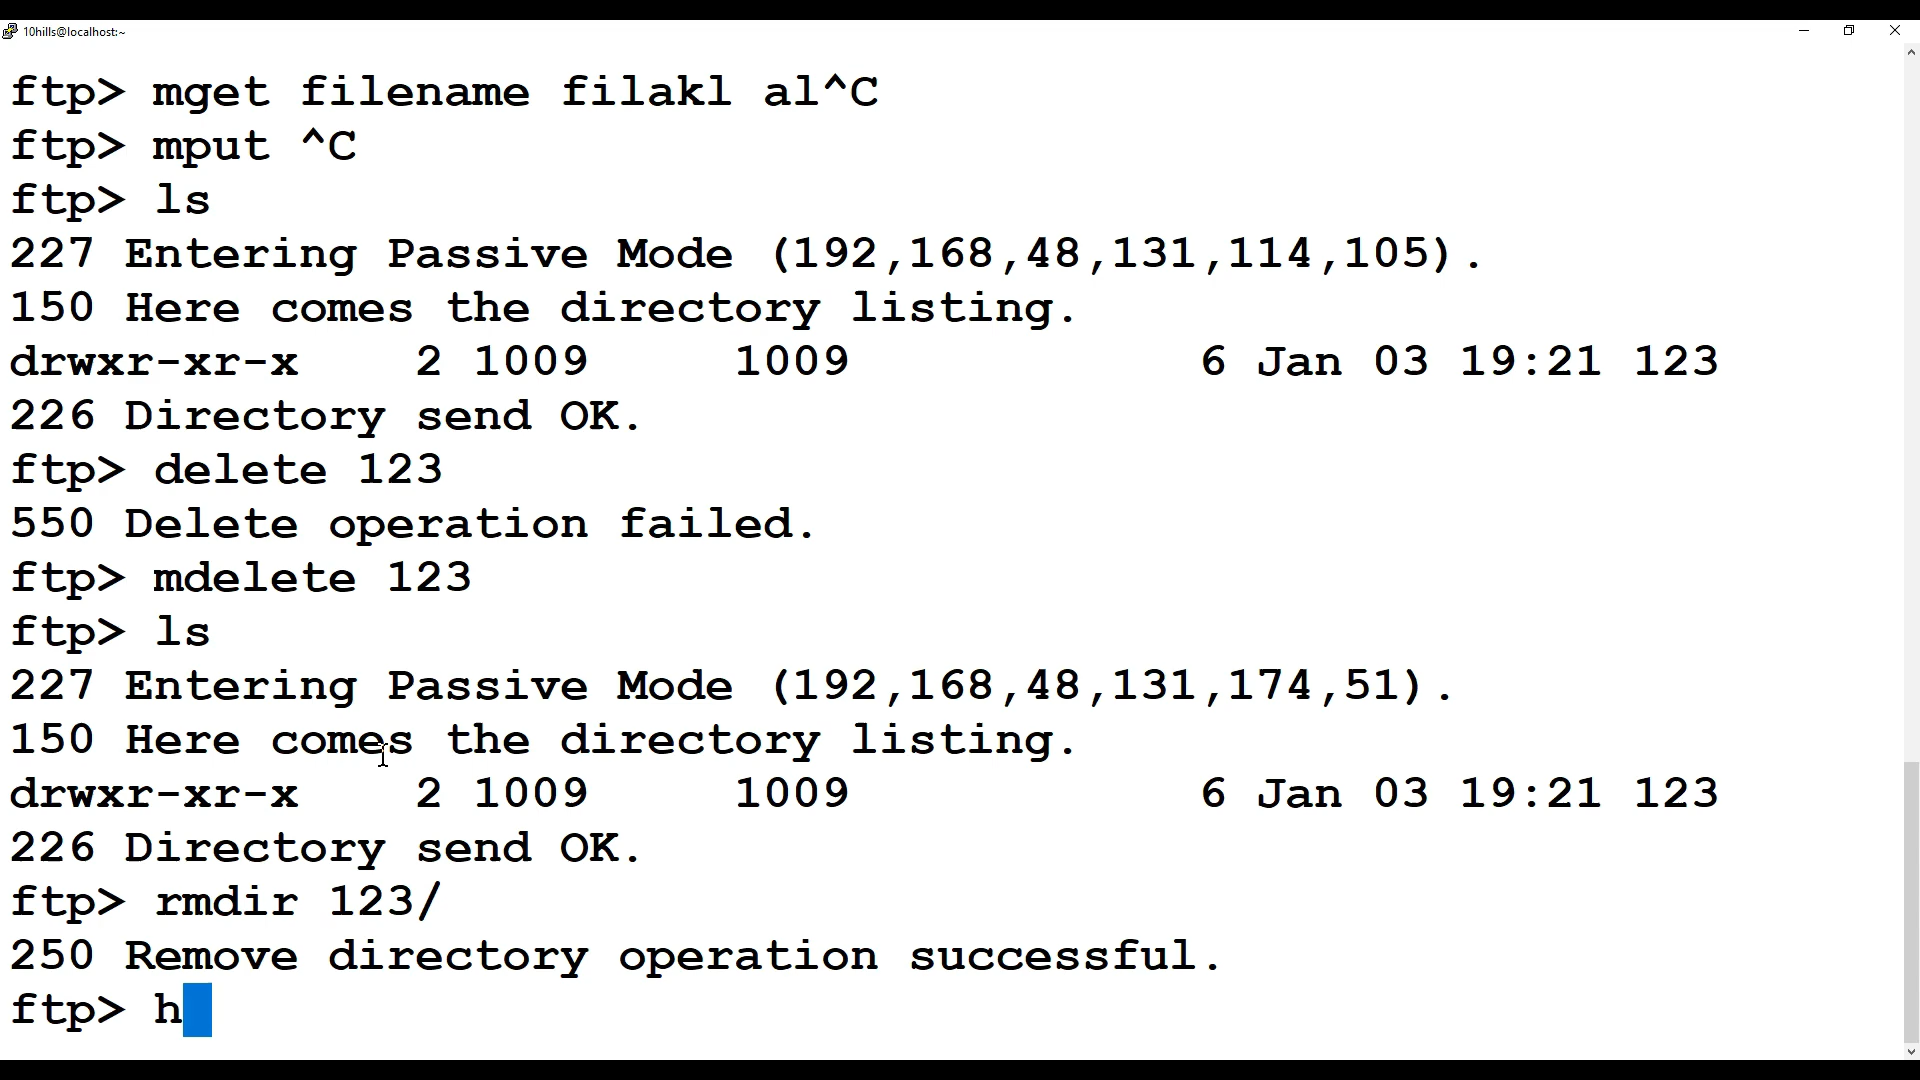 10hills@localhost:~
ftp> mget filename filakl al^C
ftp> mput ^C
ftp> ls
227 Entering Passive Mode (192,168,48,131,114,105).
150 Here comes the directory listing.
drwxr-xr-x    2 1009     1009            6 Jan 03 19:21 123
226 Directory send OK.
ftp> delete 123
550 Delete operation failed.
ftp> mdelete 123
ftp> ls
227 Entering Passive Mode (192,168,48,131,174,51).
150 Here comes the directory listing.
drwxr-xr-x    2 1009     1009            6 Jan 03 19:21 123
226 Directory send OK.
ftp> rmdir 123/
250 Remove directory operation successful.
ftp> h